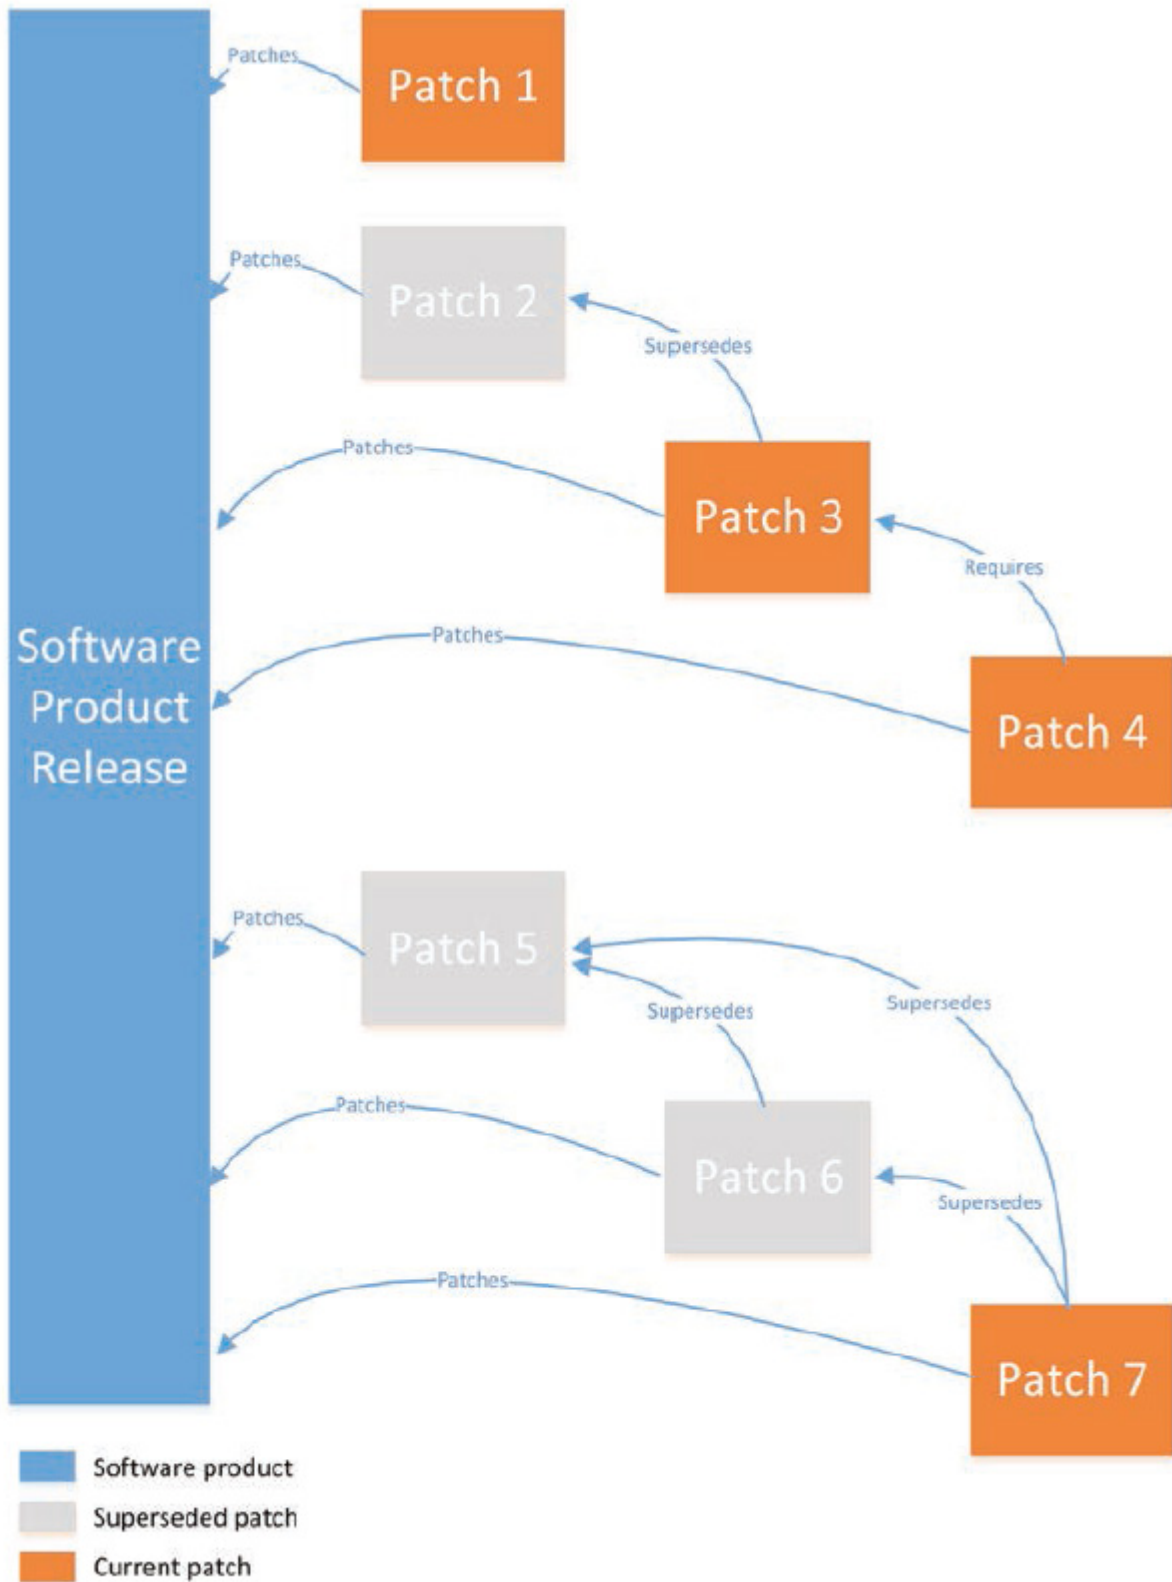 Patches
Patch 1
Patches
Patch 2
Supersedes
Patches
Patch 3
Requires
Patches
Patch 4
Software
Product
Release
Patches
Patch 5
Supersedes
Supersedes
Patches
Patch 6
Supersedes
Patches
Patch 7
Software product
Superseded patch
Current patch